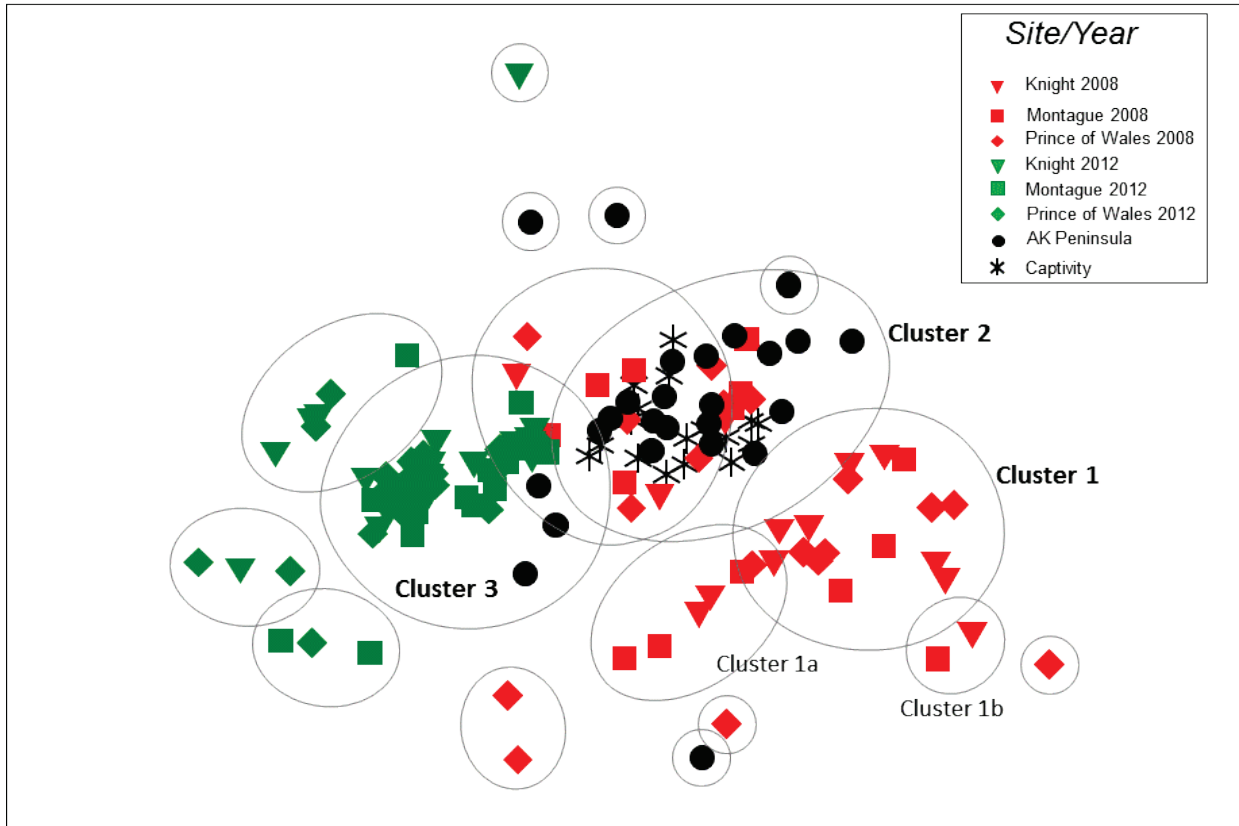 Site/Year
Knight 2008
Montague 2008
Prince of Wales 2008
Knight 2012
Montague 2012
Prince of Wales 2012
AK Peninsula
Captivity
Cluster 2
Cluster 1
Cluster 3
Cluster 1a
Cluster 1b